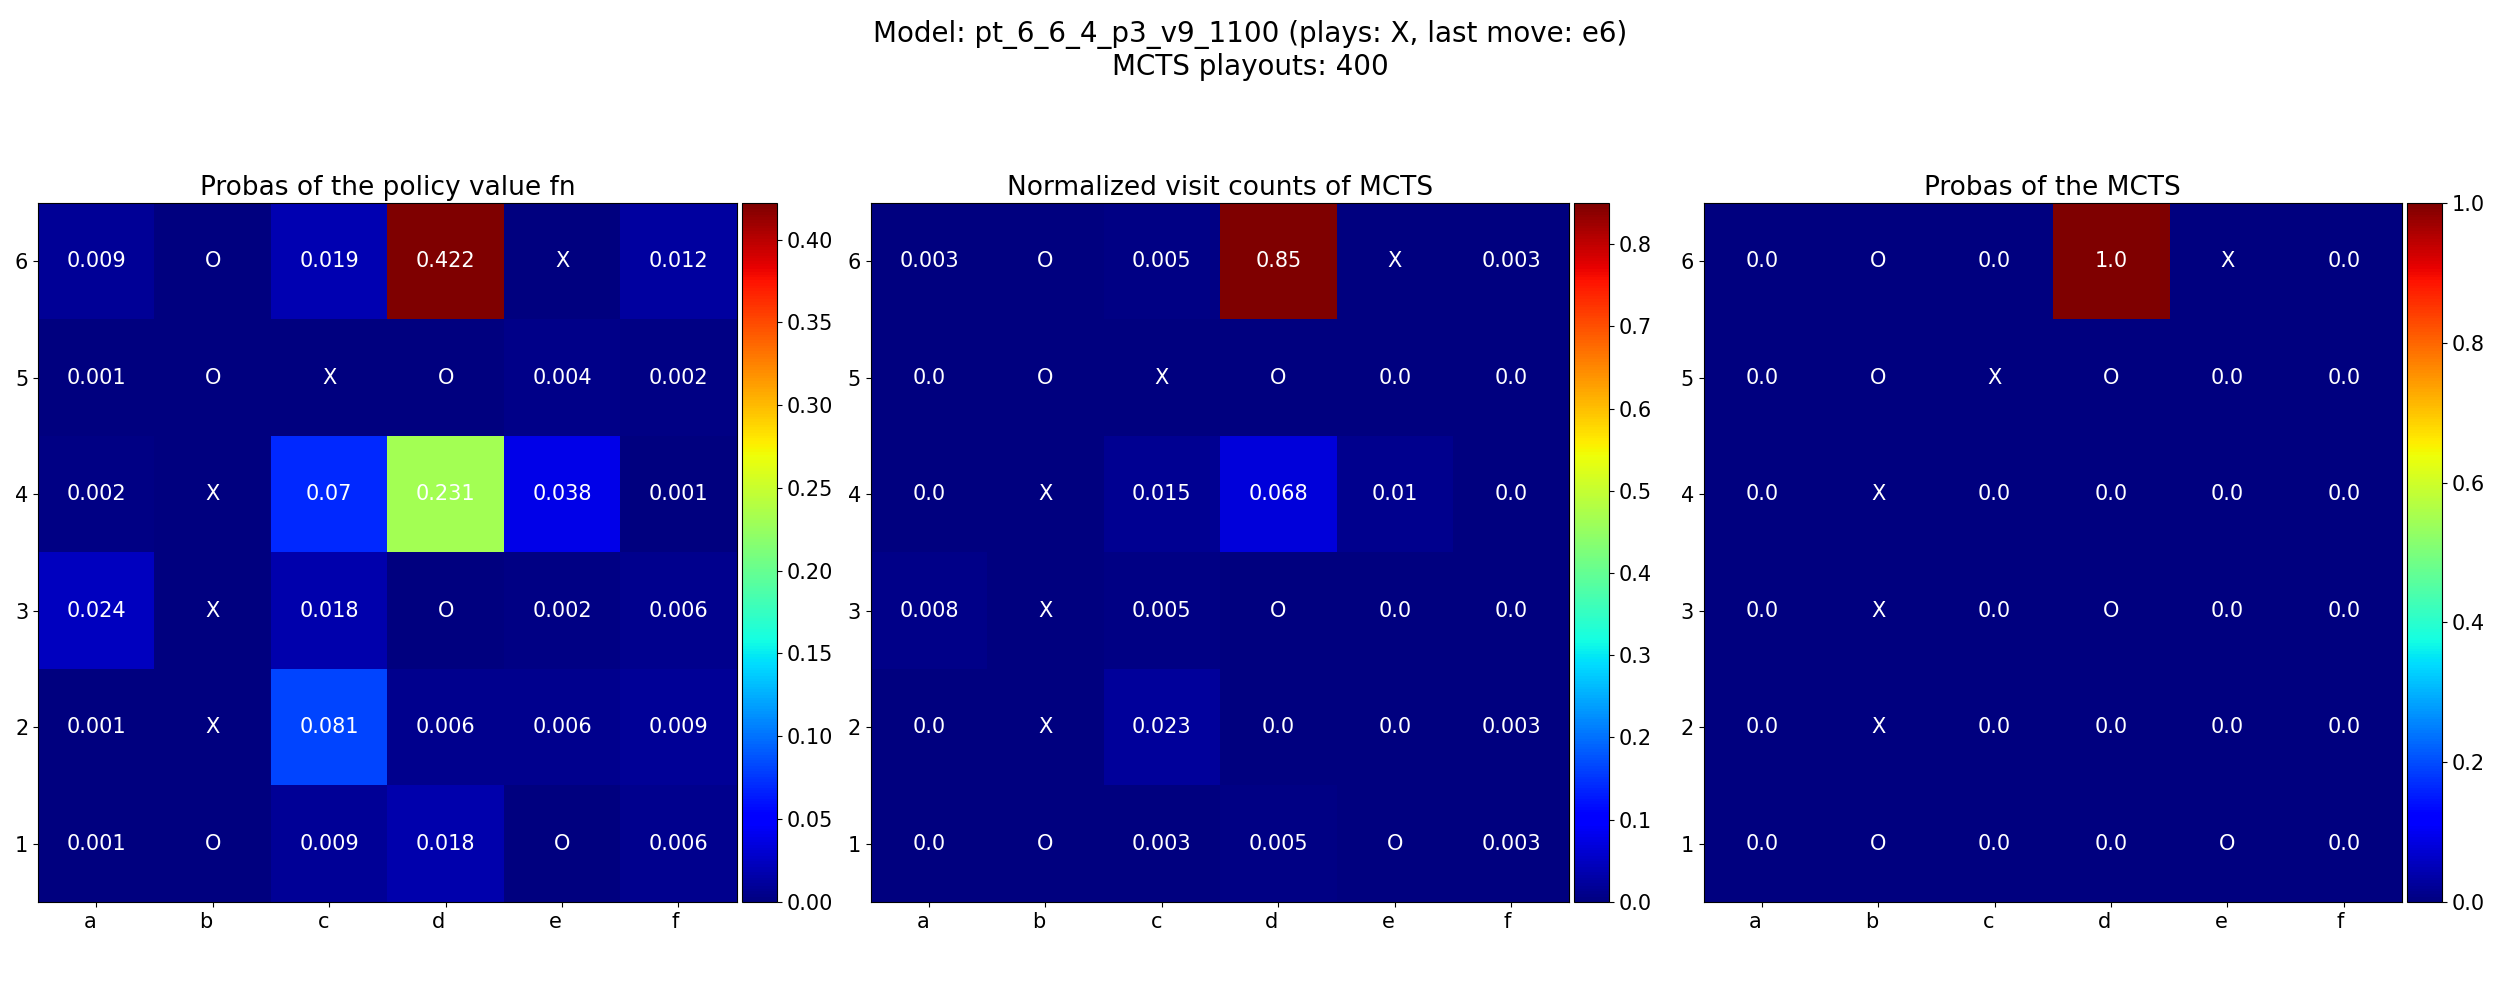 Model: pt_6_6_4_p3_v9_1100 (plays: X, last move: e6)
MCTS playouts: 400
Probas of the policy value fn
6 0.009 O 0.019 0.422 X 0.012
5 0.001 O X O 0.004 0.002
4 0.002 X 0.07 0.231 0.038 0.001
3 0.024 X 0.018 O 0.002 0.006
2 0.001 X 0.081 0.006 0.006 0.009
1 0.001 O 0.009 0.018 O 0.006
a b c d e f
0.40
0.35
0.30
0.25
0.20
0.15
0.10
0.05
0.00
Normalized visit counts of MCTS
6 0.003 O 0.005 0.85 X 0.003
5 0.0 O X O 0.0 0.0
4 0.0 X 0.015 0.068 0.01 0.0
3 0.008 X 0.005 O 0.0 0.0
2 0.0 X 0.023 0.0 0.0 0.003
1 0.0 O 0.003 0.005 O 0.003
a b c d e f
0.8
0.7
0.6
0.5
0.4
0.3
0.2
0.1
0.0
Probas of the MCTS
6 0.0 O 0.0 1.0 X 0.0
5 0.0 O X O 0.0 0.0
4 0.0 X 0.0 0.0 0.0 0.0
3 0.0 X 0.0 O 0.0 0.0
2 0.0 X 0.0 0.0 0.0 0.0
1 0.0 O 0.0 0.0 O 0.0
a b c d e f
1.0
0.8
0.6
0.4
0.2
0.0